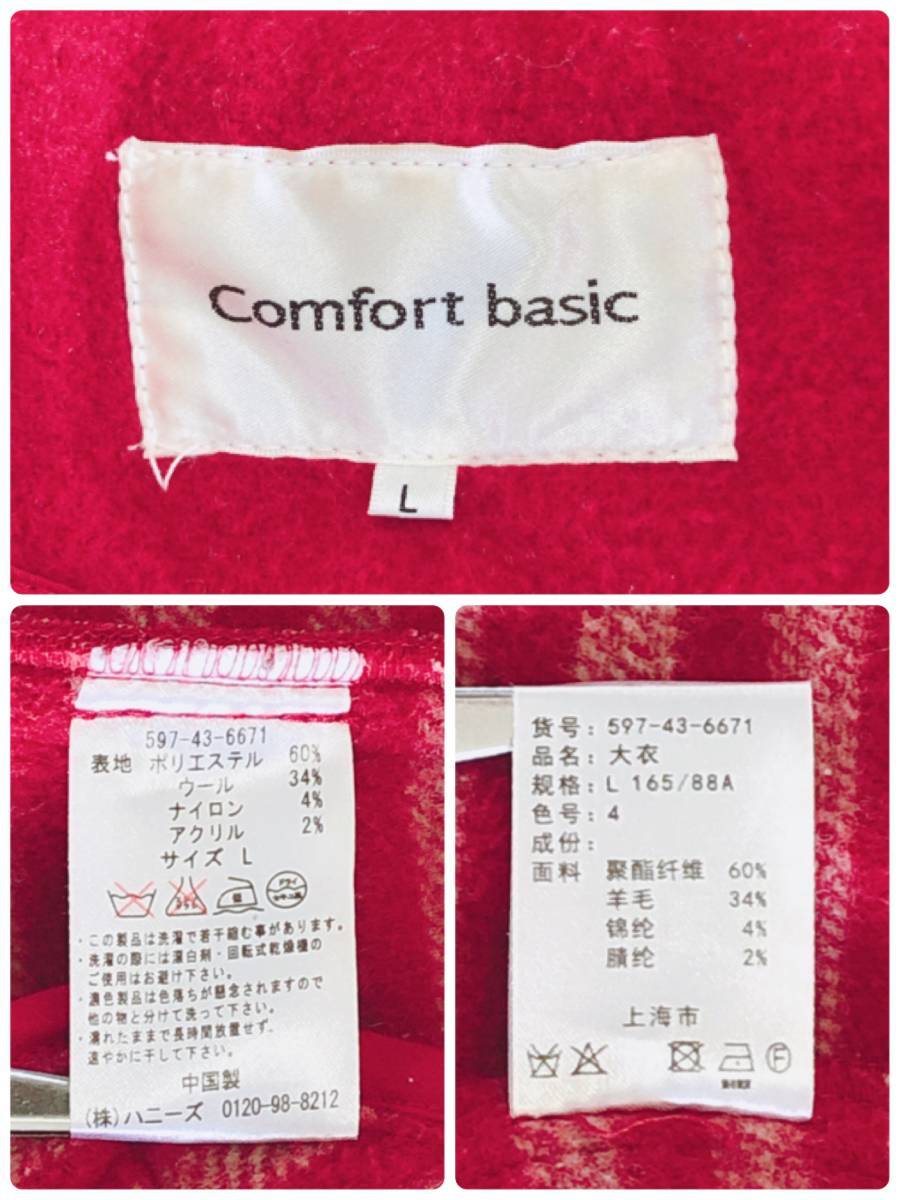 Comfort basic
L
597-43-6671
表地 ポリエステル 60%
ウール 34%
ナイロン 4%
アクリル 2%
サイズ L
ドライ
・この製品は洗濯で若干縮む事があります。
・洗濯の際には漂白剤・回転式乾燥機の
ご使用はお避け下さい。
・濃色製品は色落ちが懸念されますので
他の物と分けて洗って下さい。
・濡れたままで長時間放置せず、
速やかに干して下さい。
中国製
(株)ハニーズ 0120-98-8212
货号: 597-43-6671
品名: 大衣
规格: L 165/88A
色号: 4
成份:
面料 聚酯纤维 60%
羊毛 34%
锦纶 4%
腈纶 2%
上海市
F